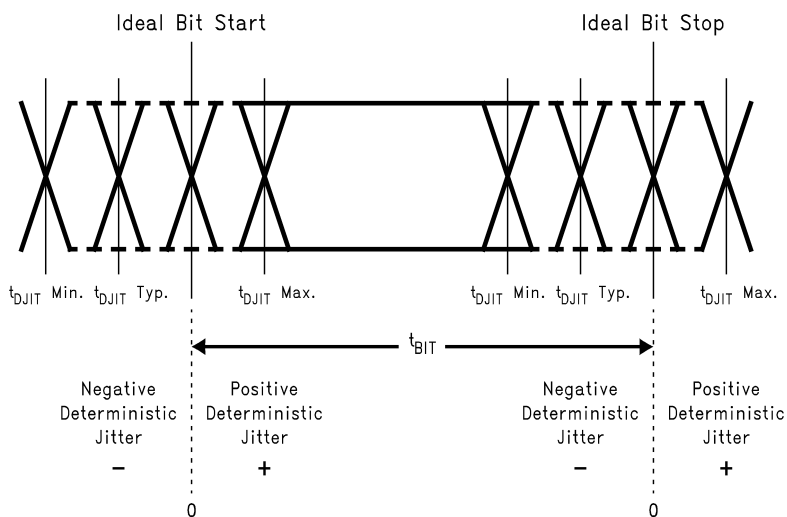 Ideal Bit Start
Ideal Bit Stop
tDJIT Min.
tDJIT Typ.
tDJIT Max.
tDJIT Min.
tDJIT Typ.
tDJIT Max.
tBIT
Negative
Deterministic
Jitter
−
Positive
Deterministic
Jitter
+
Negative
Deterministic
Jitter
−
Positive
Deterministic
Jitter
+
0
0